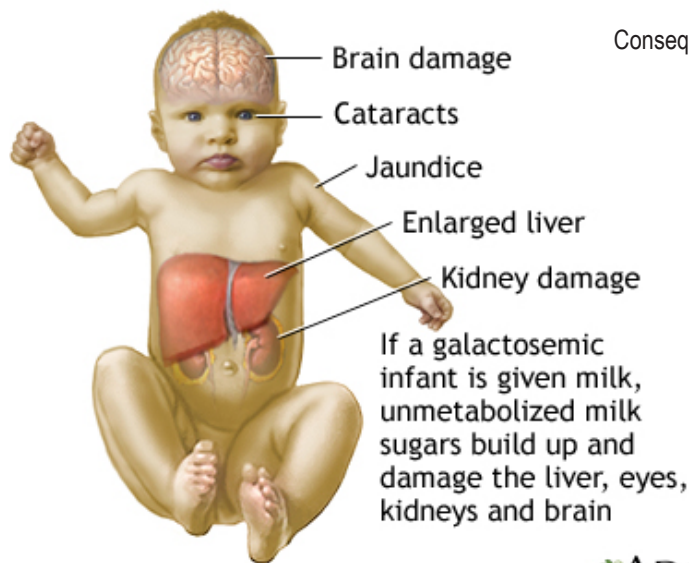 Conseq
Brain damage
Cataracts
Jaundice
Enlarged liver
Kidney damage
If a galactosemic
infant is given milk,
unmetabolized milk
sugars build up and
damage the liver, eyes,
kidneys and brain